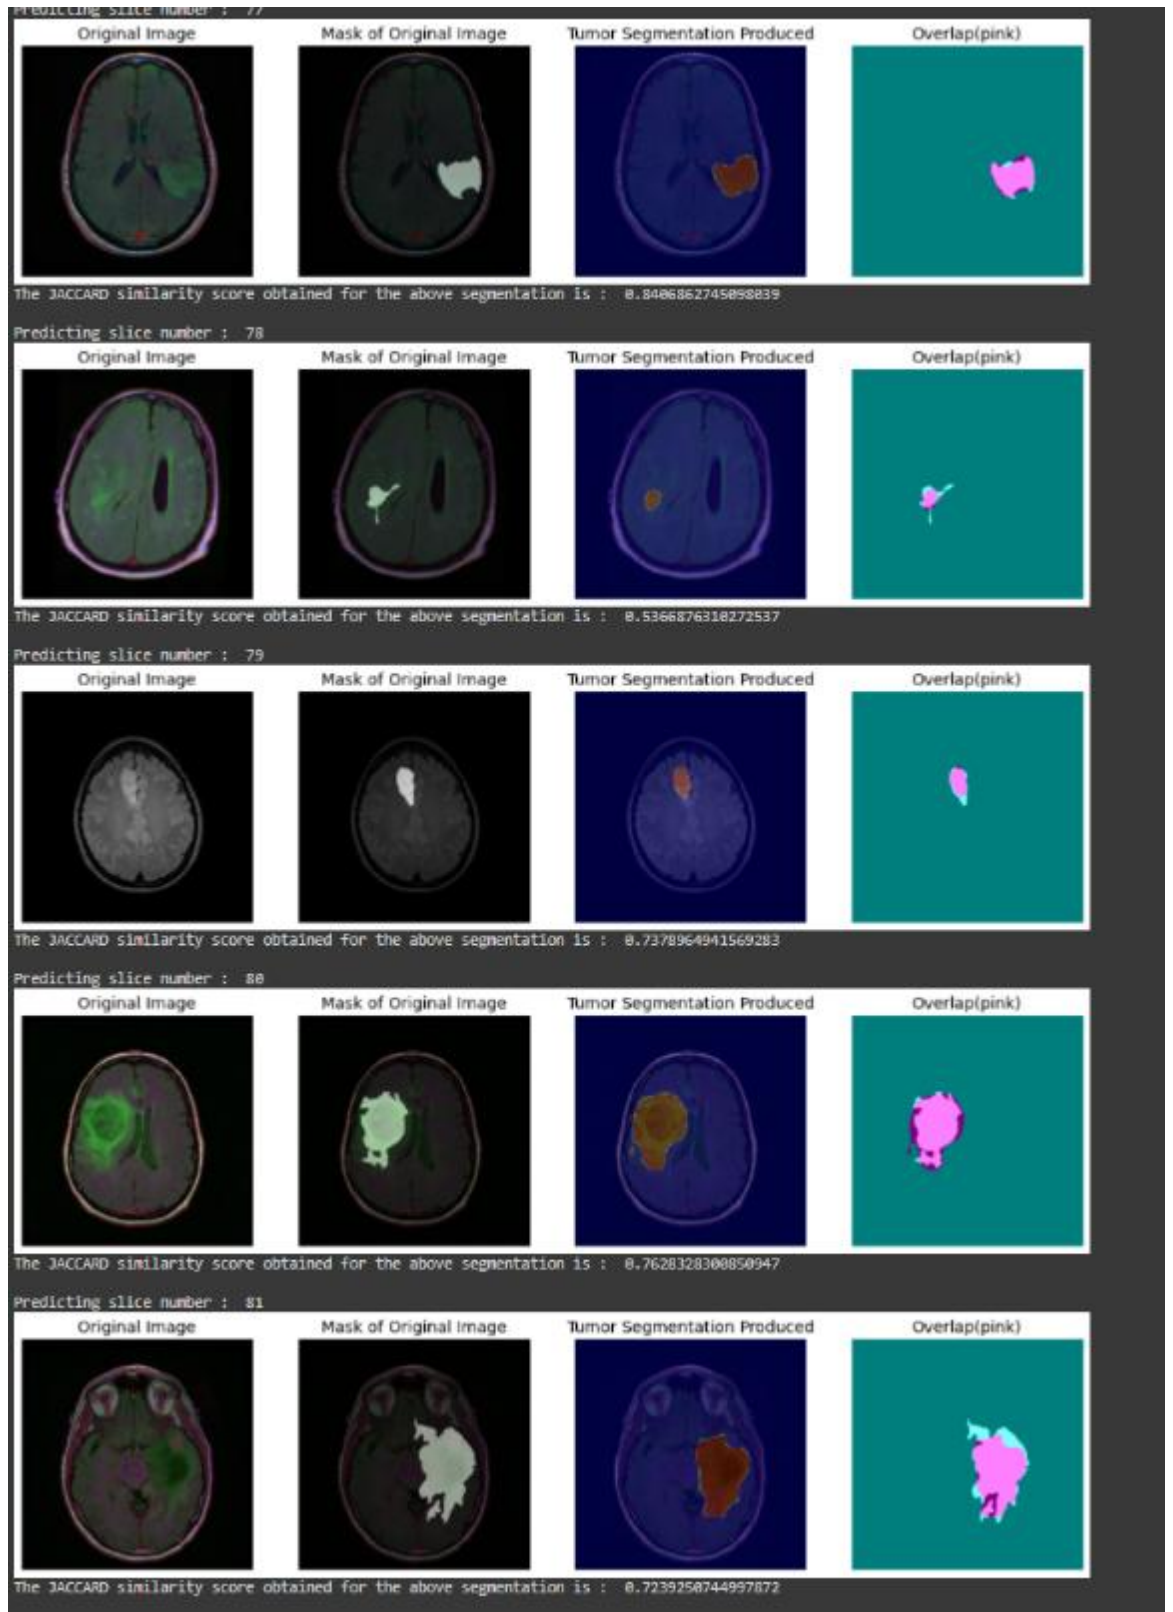 Predicting slice number :  77
Original Image Mask of Original Image Tumor Segmentation Produced Overlap(pink)
The JACCARD similarity score obtained for the above segmentation is :  0.8406862745098039
Predicting slice number :  78
Original Image Mask of Original Image Tumor Segmentation Produced Overlap(pink)
The JACCARD similarity score obtained for the above segmentation is :  0.5366876310272537
Predicting slice number :  79
Original Image Mask of Original Image Tumor Segmentation Produced Overlap(pink)
The JACCARD similarity score obtained for the above segmentation is :  0.7378964941569283
Predicting slice number :  80
Original Image Mask of Original Image Tumor Segmentation Produced Overlap(pink)
The JACCARD similarity score obtained for the above segmentation is :  0.7628328300850947
Predicting slice number :  81
Original Image Mask of Original Image Tumor Segmentation Produced Overlap(pink)
The JACCARD similarity score obtained for the above segmentation is :  0.7239250744997872